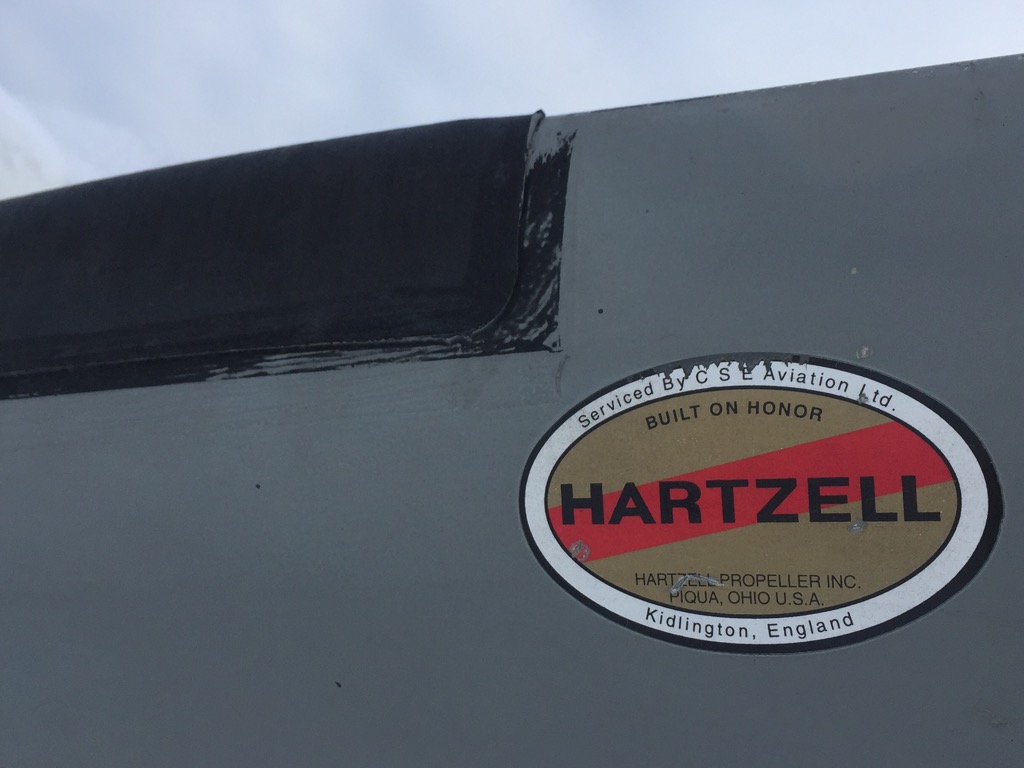 Serviced By C S E Aviation Ltd.
BUILT ON HONOR
HARTZELL
HARTZELL PROPELLER INC.
PIQUA, OHIO U.S.A.
Kidlington, England